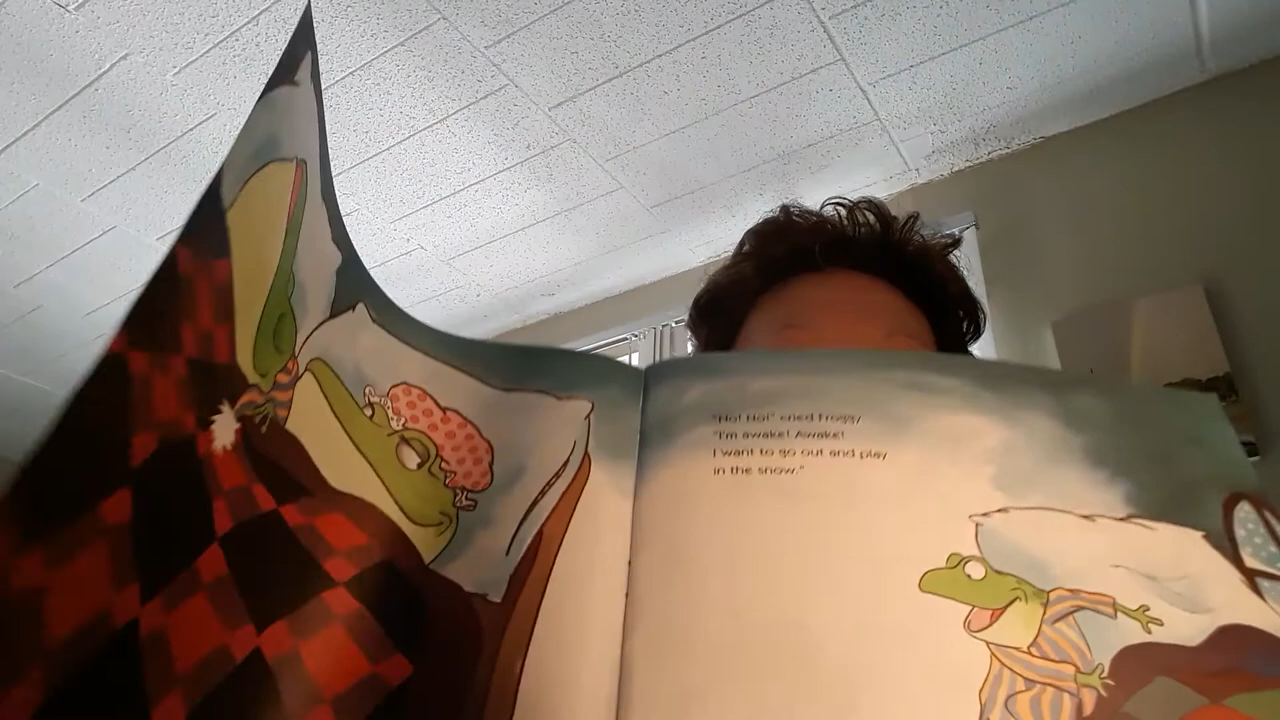 "No! No!" cried Froggy.
"I'm awake! Awake!
I want to go out and play
in the snow."